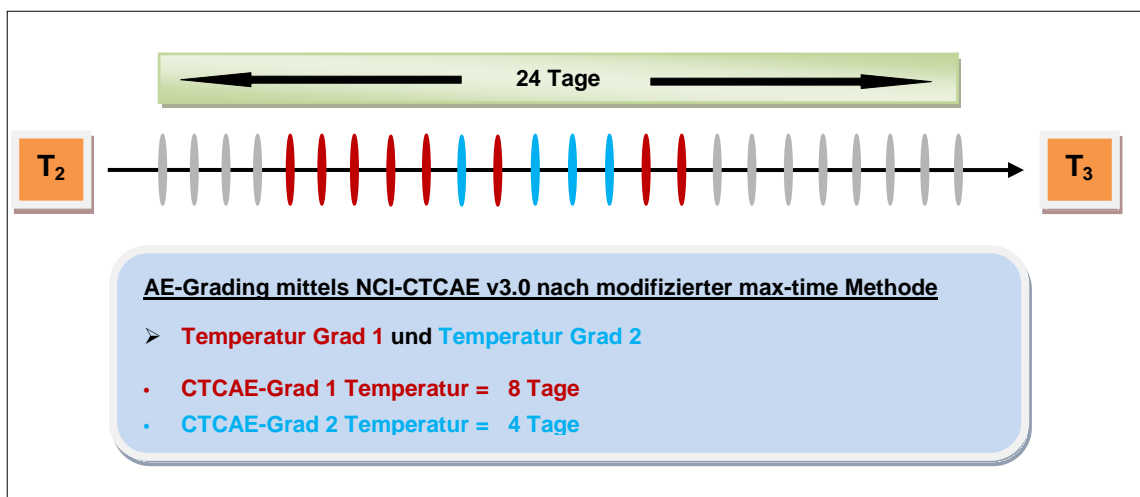 24 Tage
T₂
T₃
AE-Grading mittels NCI-CTCAE v3.0 nach modifizierter max-time Methode
➢ Temperatur Grad 1 und Temperatur Grad 2
• CTCAE-Grad 1 Temperatur = 8 Tage
• CTCAE-Grad 2 Temperatur = 4 Tage